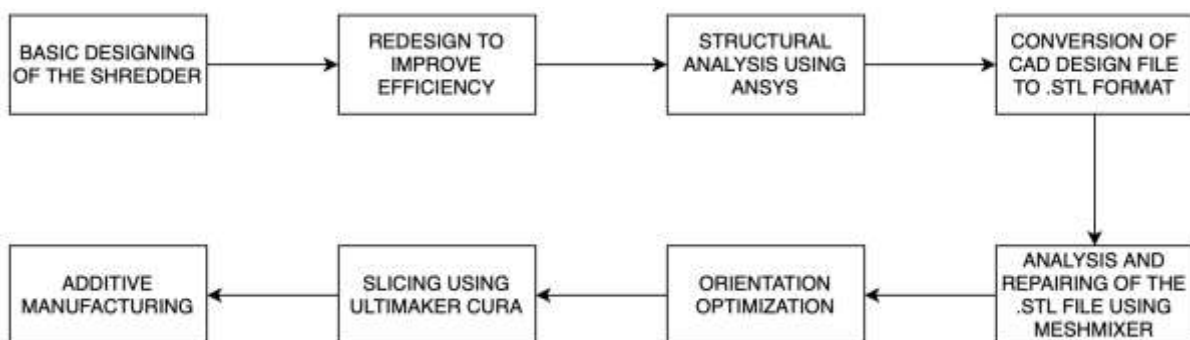 BASIC DESIGNING
OF THE SHREDDER
REDESIGN TO
IMPROVE
EFFICIENCY
STRUCTURAL
ANALYSIS USING
ANSYS
CONVERSION OF
CAD DESIGN FILE
TO .STL FORMAT
ANALYSIS AND
REPAIRING OF THE
.STL FILE USING
MESHMIXER
ORIENTATION
OPTIMIZATION
SLICING USING
ULTIMAKER CURA
ADDITIVE
MANUFACTURING